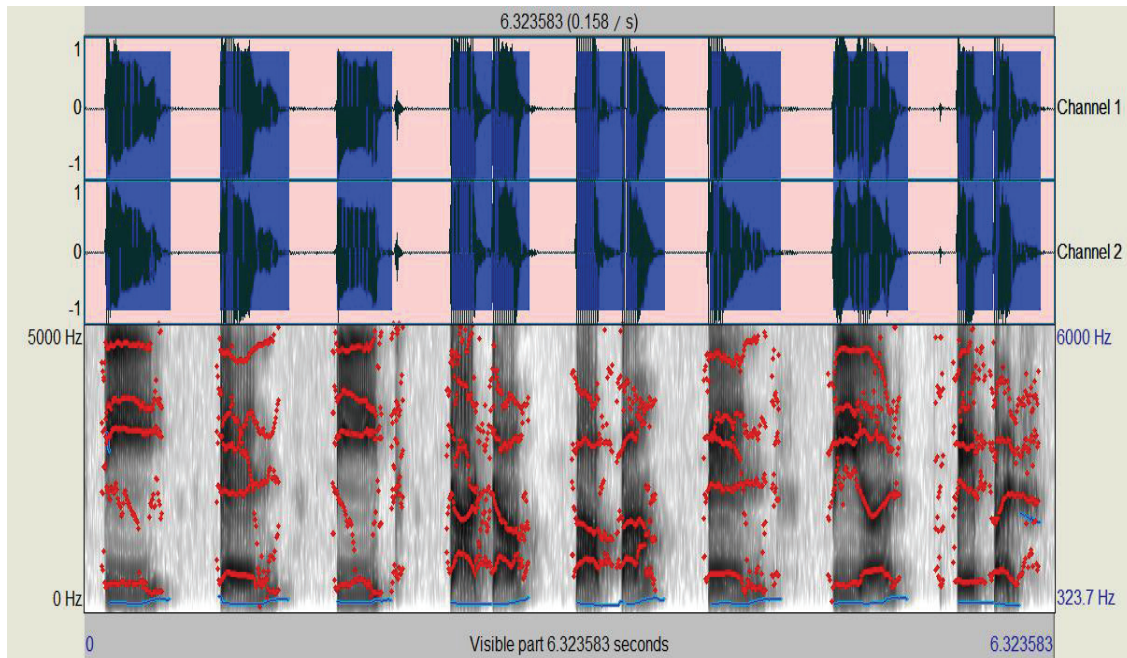 6.323583 (0.158 / s)
1
0
-1
Channel 1
1
0
-1
Channel 2
5000 Hz
6000 Hz
0 Hz
323.7 Hz
0
Visible part 6.323583 seconds
6.323583